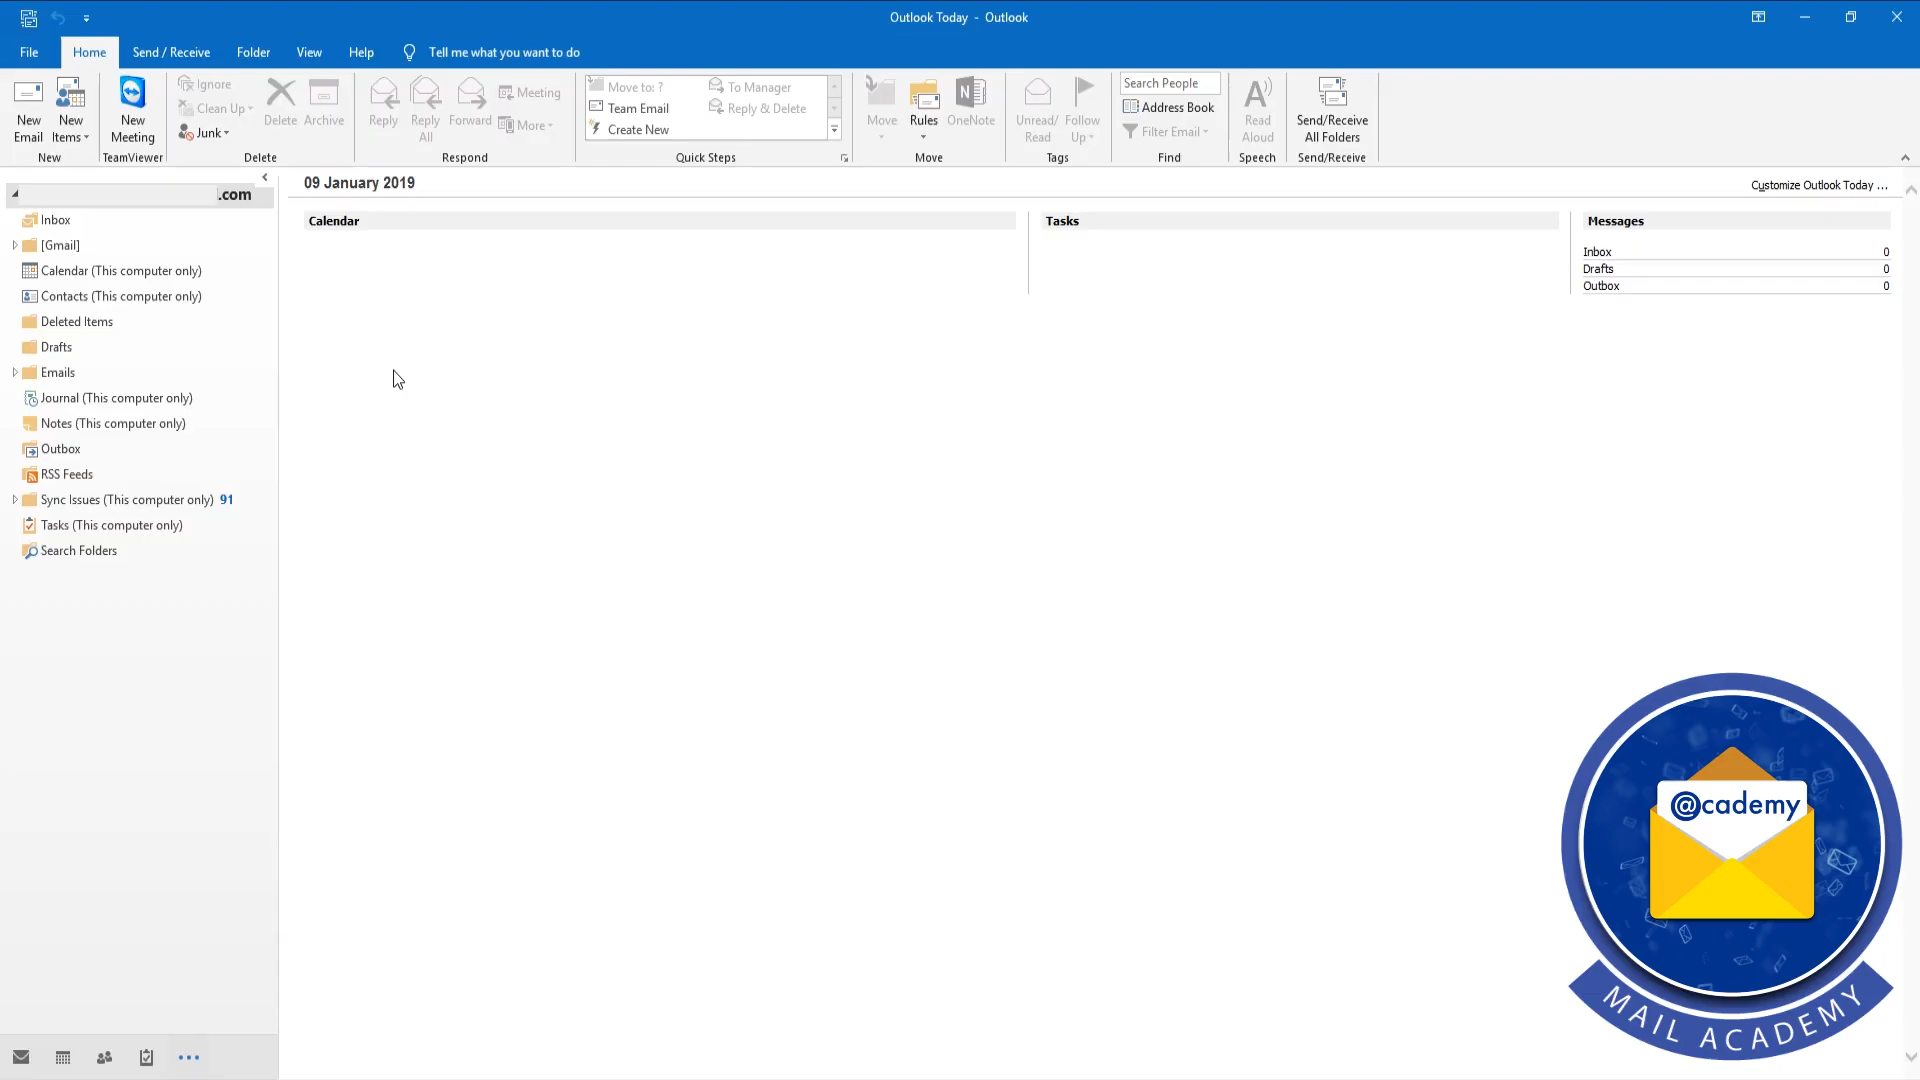 Outlook Today - Outlook
File Home Send / Receive Folder View Help Tell me what you want to do
New Email
New Items
New
New Meeting
TeamViewer
Ignore
Clean Up
Junk
Delete
Archive
Delete
Reply
Reply All
Forward
Meeting
More
Respond
Move to: ?
Team Email
Create New
To Manager
Reply & Delete
Quick Steps
Move
Rules
OneNote
Move
Unread/ Read
Follow Up
Tags
Search People
Address Book
Filter Email
Find
Read Aloud
Speech
Send/Receive All Folders
Send/Receive
.com
Inbox
[Gmail]
Calendar (This computer only)
Contacts (This computer only)
Deleted Items
Drafts
Emails
Journal (This computer only)
Notes (This computer only)
Outbox
RSS Feeds
Sync Issues (This computer only) 91
Tasks (This computer only)
Search Folders
09 January 2019
Customize Outlook Today ...
Calendar
Tasks
Messages
Inbox 0
Drafts 0
Outbox 0
@cademy
MAIL ACADEMY